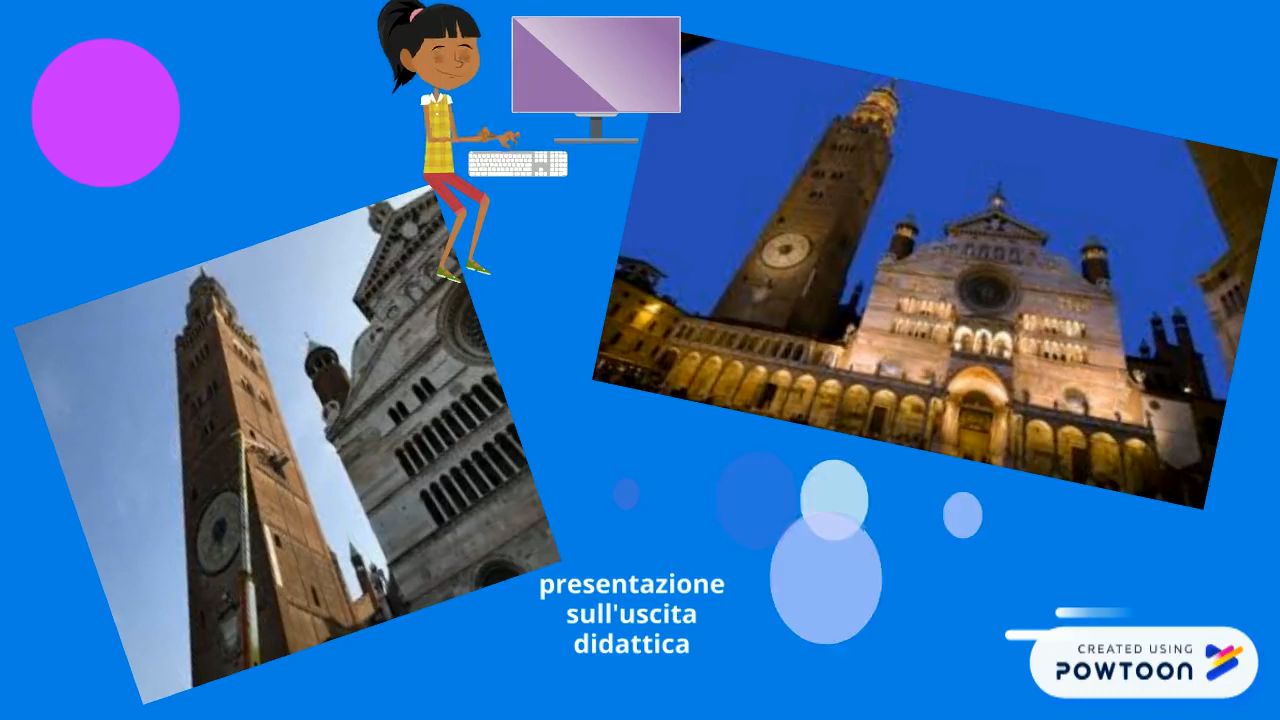 presentazione
sull'uscita
didattica
CREATED USING
POWTOON